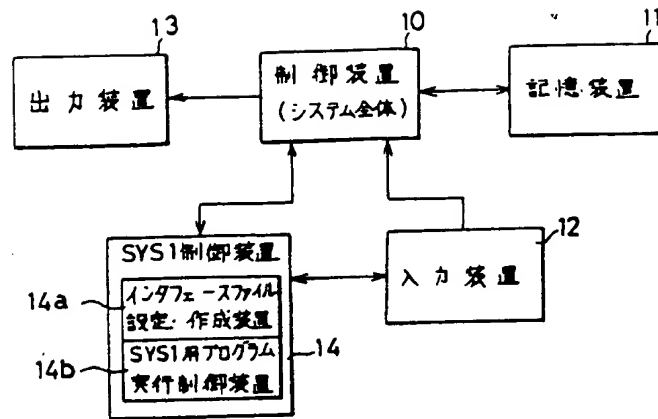 13
出力装置
10
制御装置
(システム全体)
11
記憶装置
SYS1制御装置
14a
インタフェースファイル
設定・作成装置
14b
SYS1用プログラム
実行制御装置
14
12
入力装置